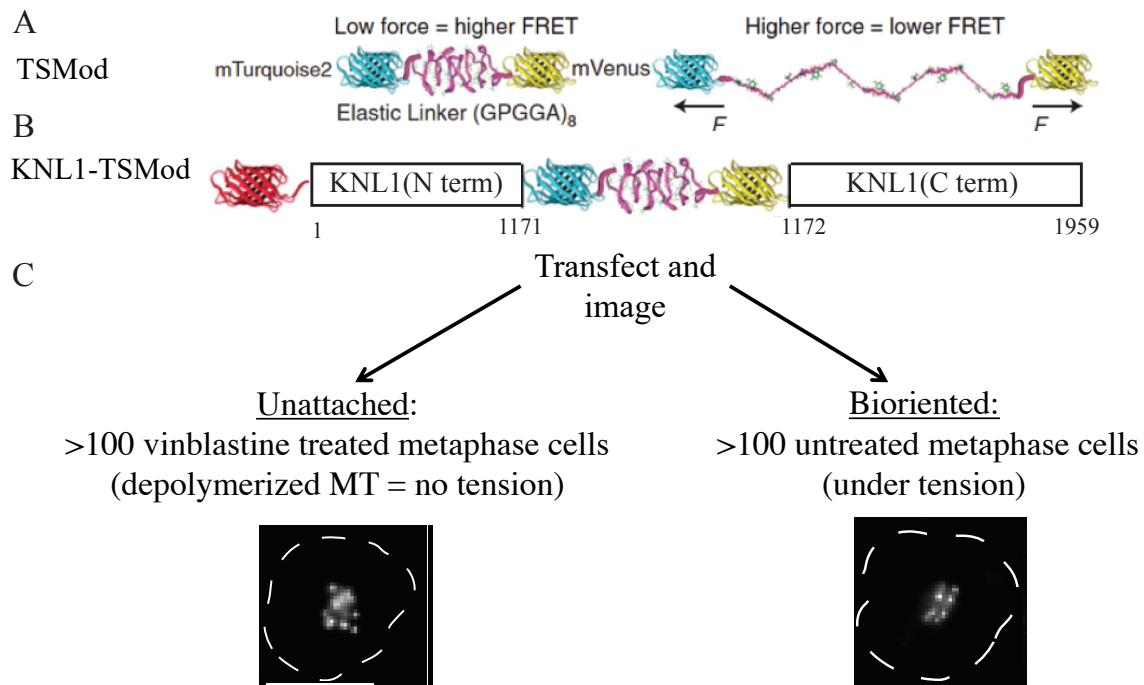 A
TSMod
Low force = higher FRET
Higher force = lower FRET
mTurquoise2
mVenus
Elastic Linker (GPGGA)8
F
F
B
KNL1-TSMod
KNL1(N term)
KNL1(C term)
1
1171
1172
1959
C
Transfect and
image
Unattached:
>100 vinblastine treated metaphase cells
(depolymerized MT = no tension)
Bioriented:
>100 untreated metaphase cells
(under tension)